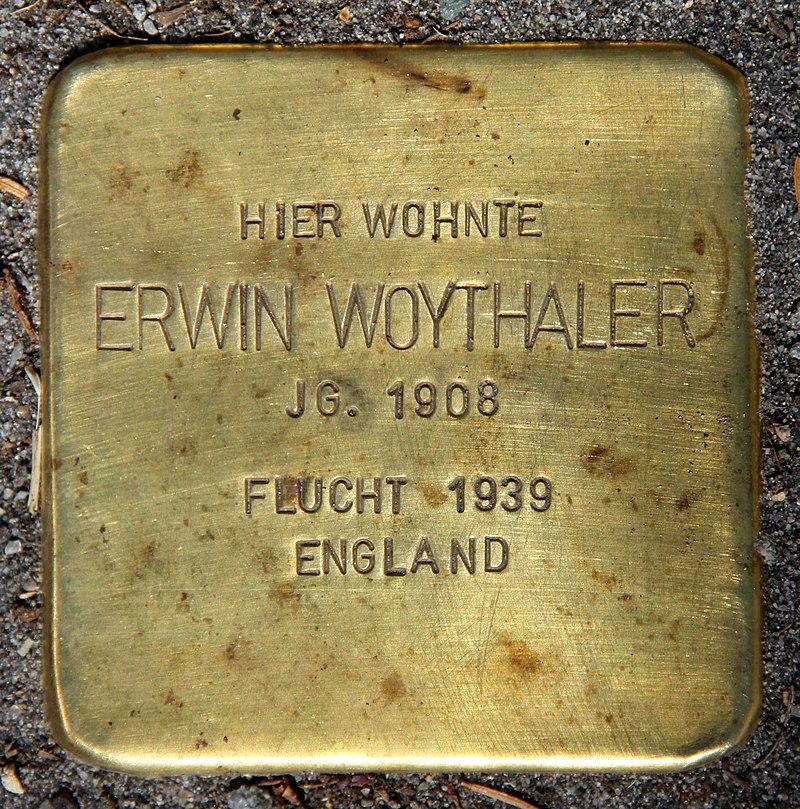 HIER WOHNTE
ERWIN WOYTHALER
JG. 1908
FLUCHT 1939
ENGLAND